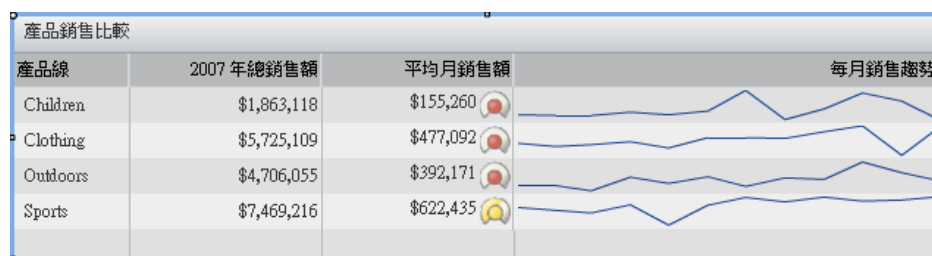 產品銷售比較
產品線 2007 年總銷售額 平均月銷售額 每月銷售趨勢
Children $1,863,118 $155,260
Clothing $5,725,109 $477,092
Outdoors $4,706,055 $392,171
Sports $7,469,216 $622,435